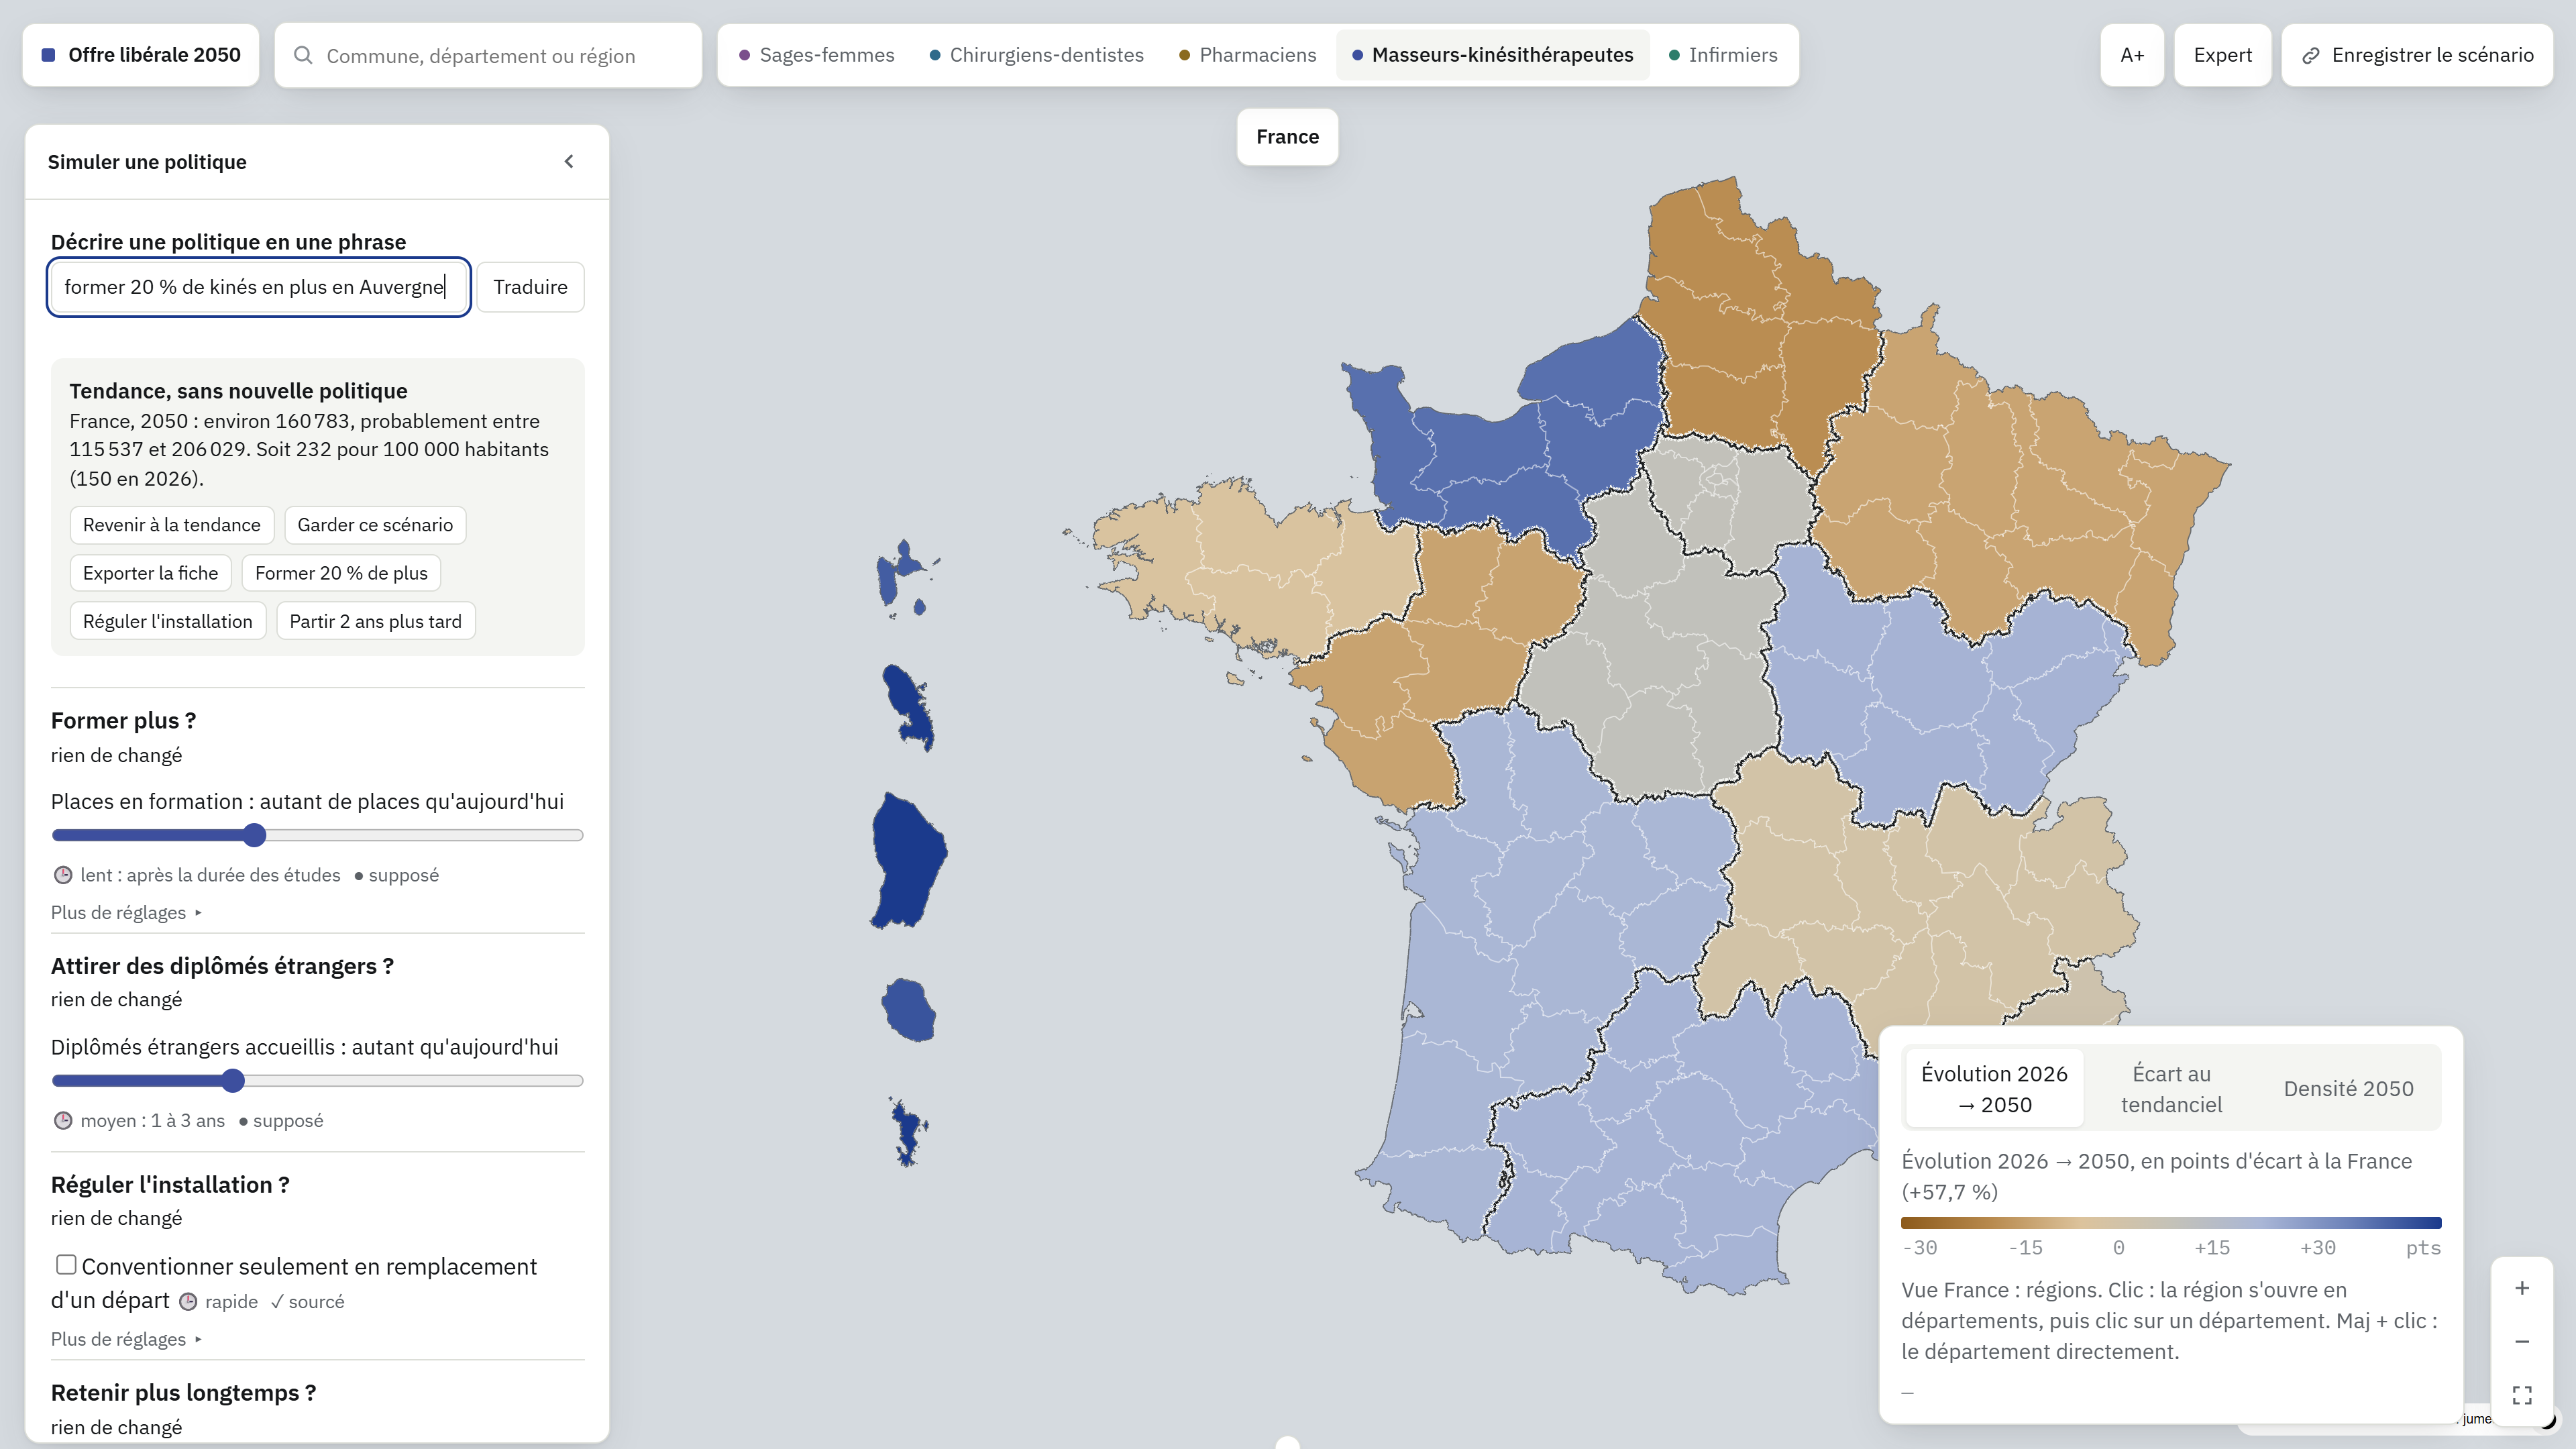 Offre libérale 2050
Commune, département ou région
Sages-femmes
Chirurgiens-dentistes
Pharmaciens
Masseurs-kinésithérapeutes
Infirmiers
A+
Expert
Enregistrer le scénario
France
Simuler une politique
Décrire une politique en une phrase
former 20 % de kinés en plus en Auvergne
Traduire
Tendance, sans nouvelle politique
France, 2050 : environ 160 783, probablement entre
115 537 et 206 029. Soit 232 pour 100 000 habitants
(150 en 2026).
Revenir à la tendance
Garder ce scénario
Exporter la fiche
Former 20 % de plus
Réguler l'installation
Partir 2 ans plus tard
Former plus ?
rien de changé
Places en formation : autant de places qu'aujourd'hui
lent : après la durée des études ● supposé
Plus de réglages ▸
Attirer des diplômés étrangers ?
rien de changé
Diplômés étrangers accueillis : autant qu'aujourd'hui
moyen : 1 à 3 ans ● supposé
Réguler l'installation ?
rien de changé
Conventionner seulement en remplacement
d'un départ rapide ✓ sourcé
Plus de réglages ▸
Retenir plus longtemps ?
rien de changé
Évolution 2026
→ 2050
Écart au
tendanciel
Densité 2050
Évolution 2026 → 2050, en points d'écart à la France
(+57,7 %)
-30 -15 0 +15 +30 pts
Vue France : régions. Clic : la région s'ouvre en
départements, puis clic sur un département. Maj + clic :
le département directement.
—
+
−